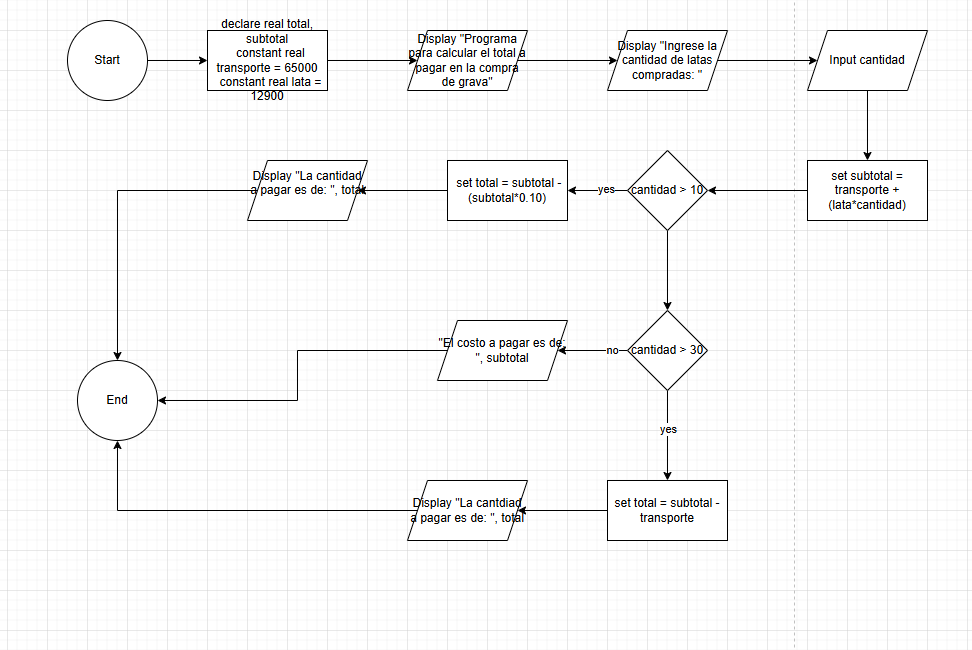 Start
declare real total,
subtotal
constant real
transporte = 65000
constant real lata =
12900
Display "Programa
para calcular el total a
pagar en la compra
de grava"
Display "Ingrese la
cantidad de latas
compradas: "
Input cantidad
Display "La cantidad
a pagar es de: ", total
set total = subtotal -
(subtotal*0.10)
yes
cantidad > 10
set subtotal =
transporte +
(lata*cantidad)
"El costo a pagar es de:
", subtotal
no
cantidad > 30
End
yes
Display "La cantdiad
a pagar es de: ", total
set total = subtotal -
transporte